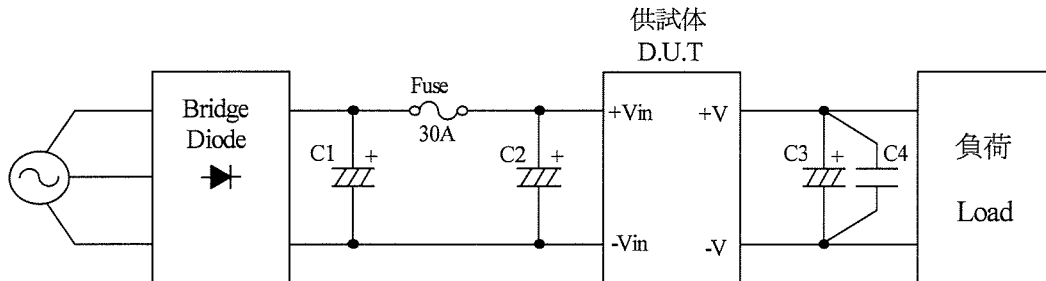 供試体
D.U.T
Bridge
Diode
Fuse
30A
C1
+
C2
+
+Vin
-Vin
+V
-V
C3
+
C4
負荷
Load